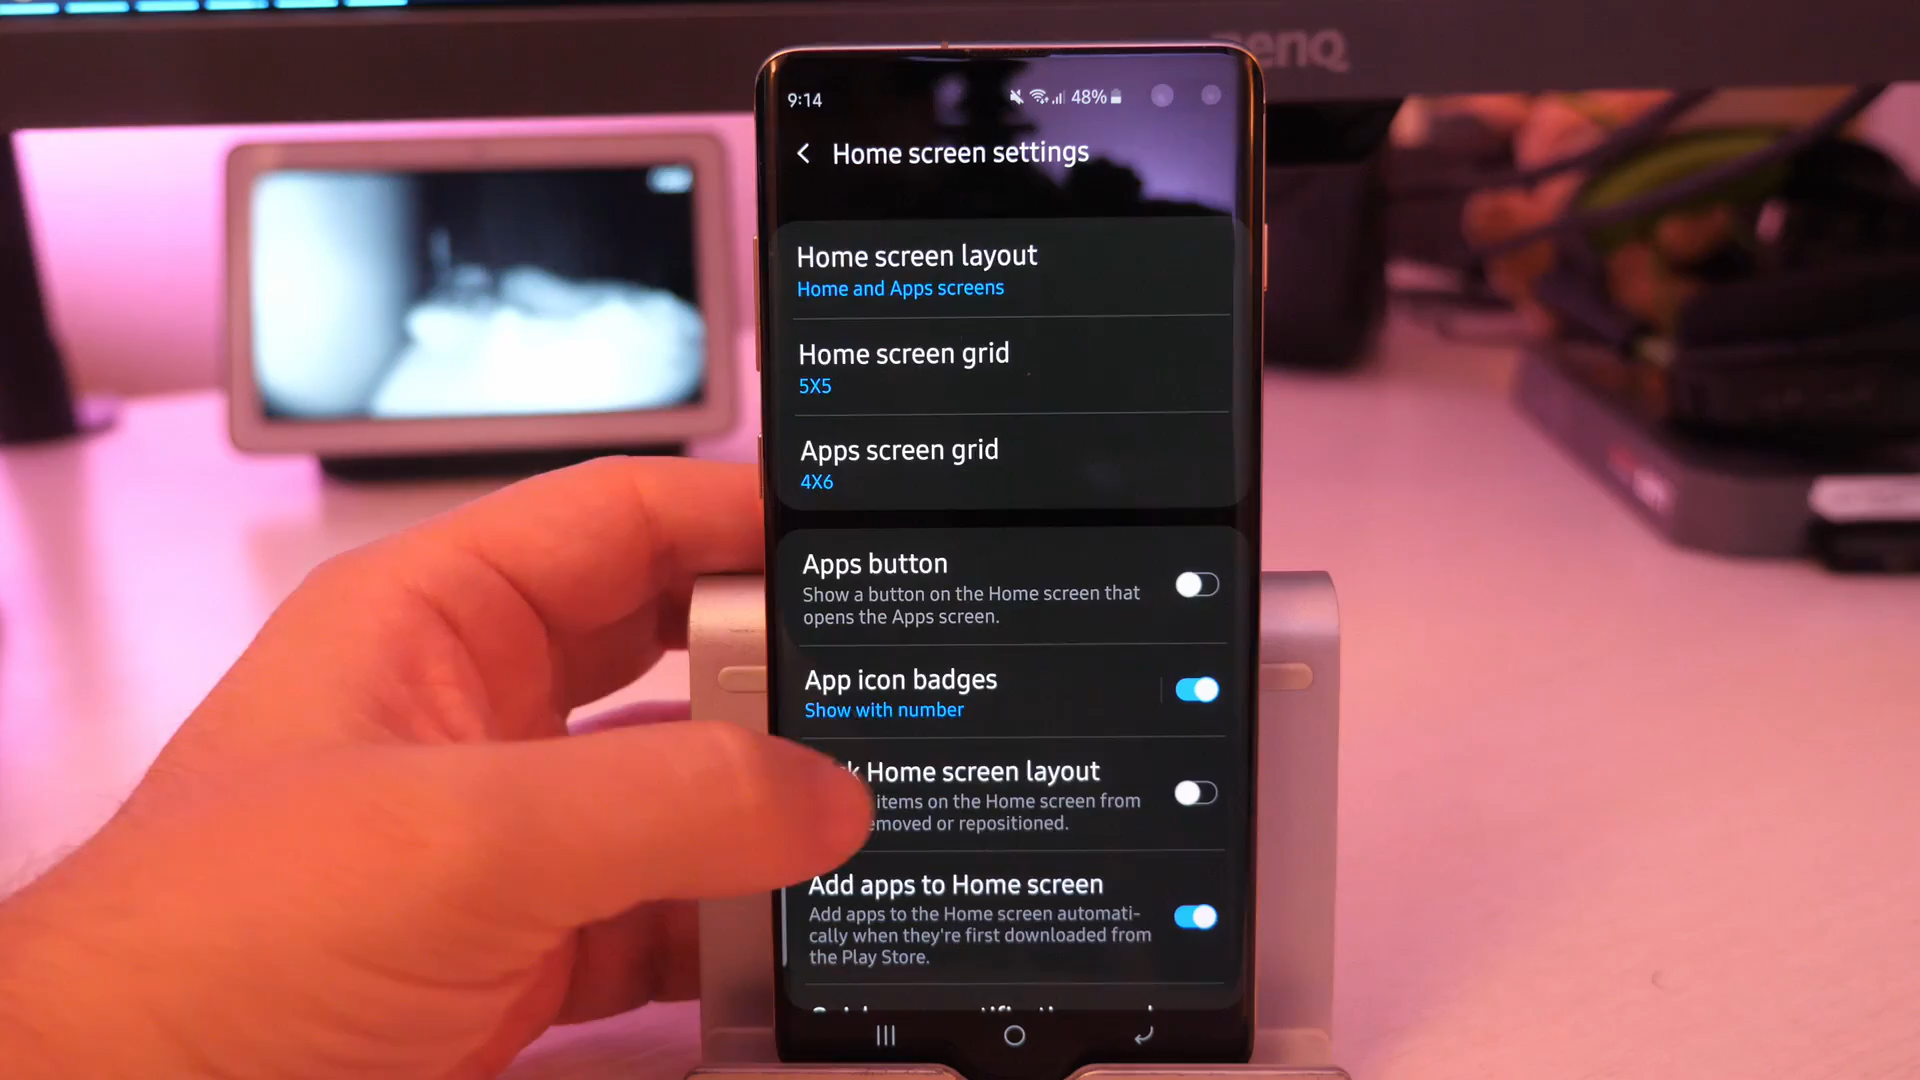 enQ
9:14
48%
Home screen settings
Home screen layout
Home and Apps screens
Home screen grid
5X5
Apps screen grid
4X6
Apps button
Show a button on the Home screen that
opens the Apps screen.
App icon badges
Show with number
k Home screen layout
items on the Home screen from
emoved or repositioned.
Add apps to Home screen
Add apps to the Home screen automati-
cally when they're first downloaded from
the Play Store.